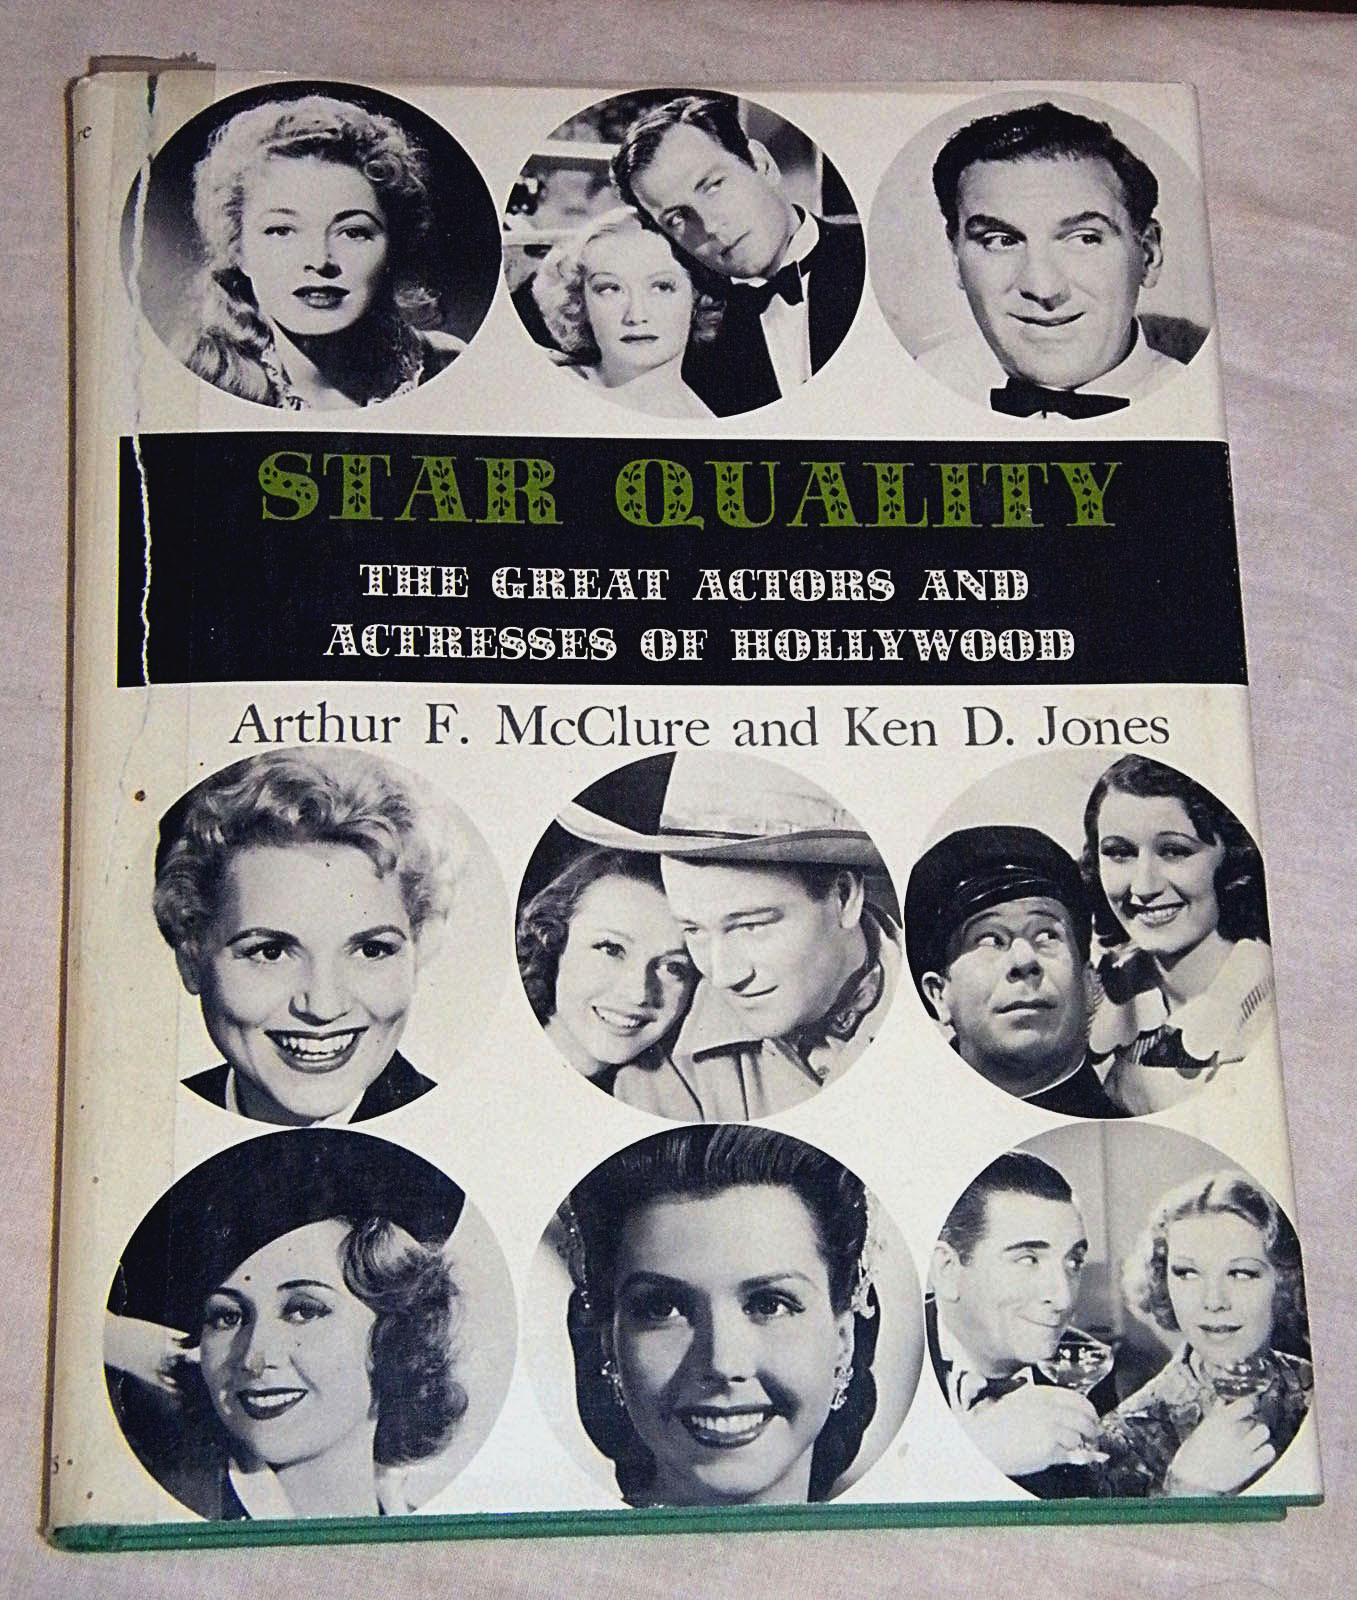 STAR QUALITY
THE GREAT ACTORS AND
ACTRESSES OF HOLLYWOOD
Arthur F. McClure and Ken D. Jones